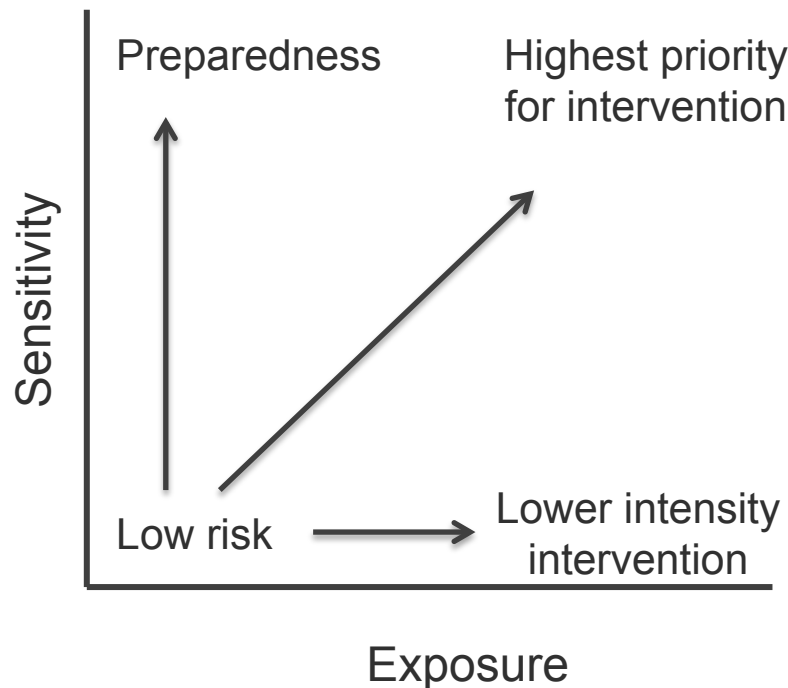 Preparedness
Highest priority
for intervention
Sensitivity
Low risk
Lower intensity
intervention
Exposure